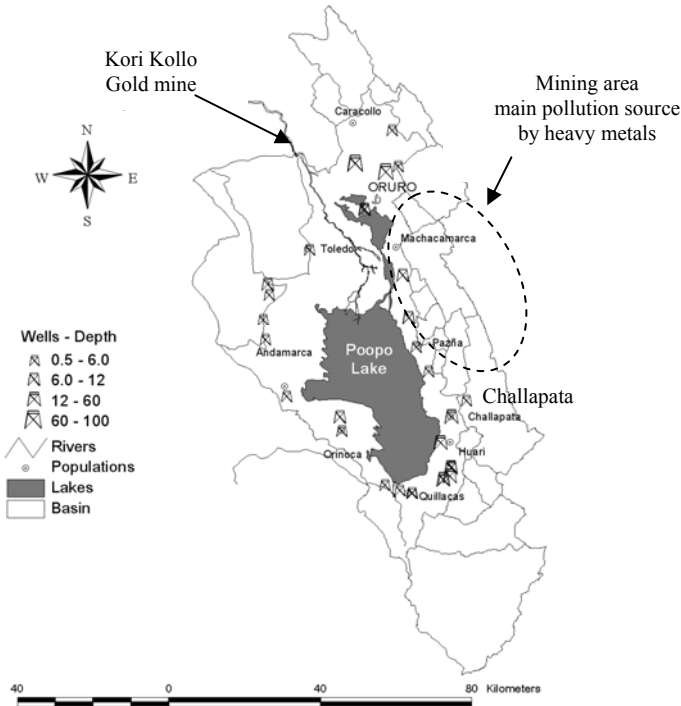 Kori Kollo
Gold mine
Mining area
main pollution source
by heavy metals
N
W
E
S
Caracollo
ORURO
Machacamarca
Toledo
Pazña
Andamarca
Poopo
Lake
Challapata
Challapata
Huari
Orinoca
Quillacas
Wells - Depth
0.5 - 6.0
6.0 - 12
12 - 60
60 - 100
Rivers
Populations
Lakes
Basin
40 0 40 80 Kilometers